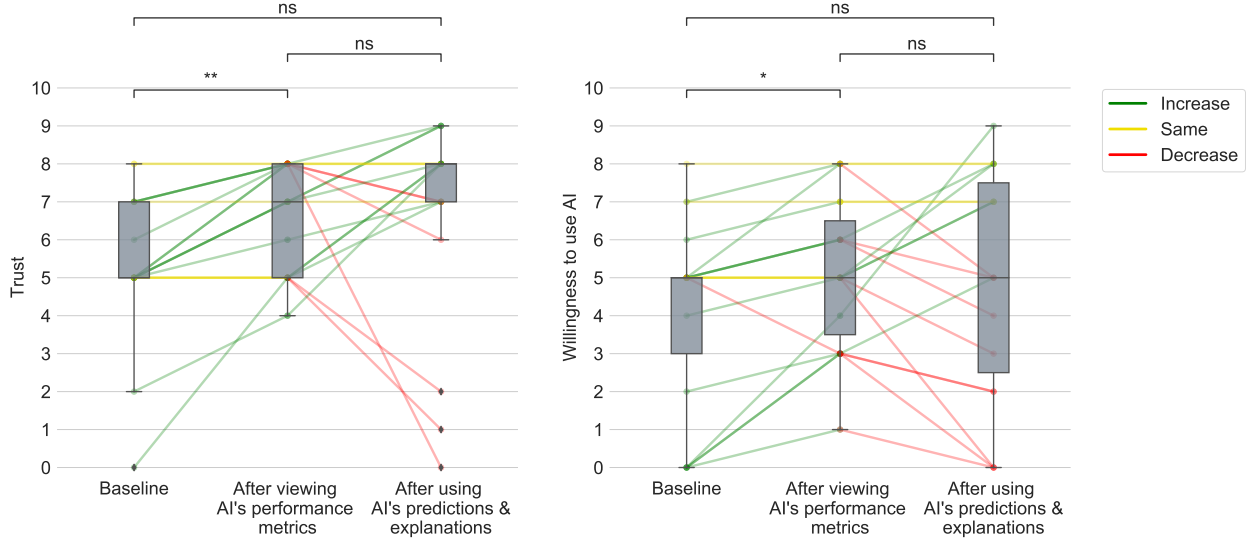 ns
ns
**
10
9
8
7
6
5
4
3
2
1
0
Trust
Baseline
After viewing
AI's performance
metrics
After using
AI's predictions &
explanations
ns
ns
*
10
9
8
7
6
5
4
3
2
1
0
Willingness to use AI
Baseline
After viewing
AI's performance
metrics
After using
AI's predictions &
explanations
Increase
Same
Decrease